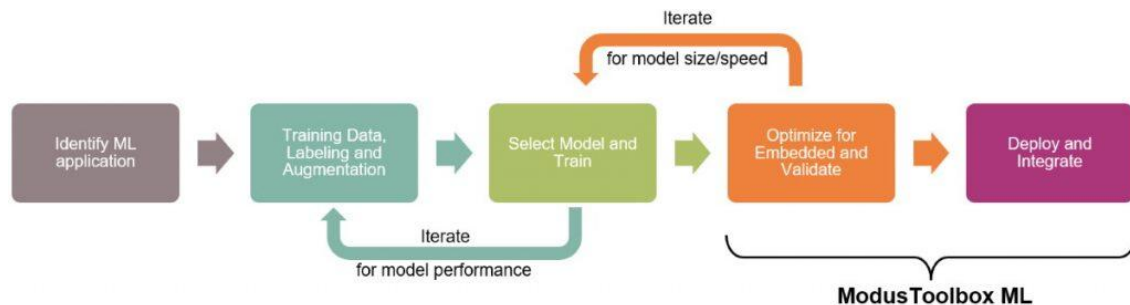 Iterate
for model size/speed
Identify ML
application
Training Data,
Labeling and
Augmentation
Select Model and
Train
Optimize for
Embedded and
Validate
Deploy and
Integrate
Iterate
for model performance
ModusToolbox ML